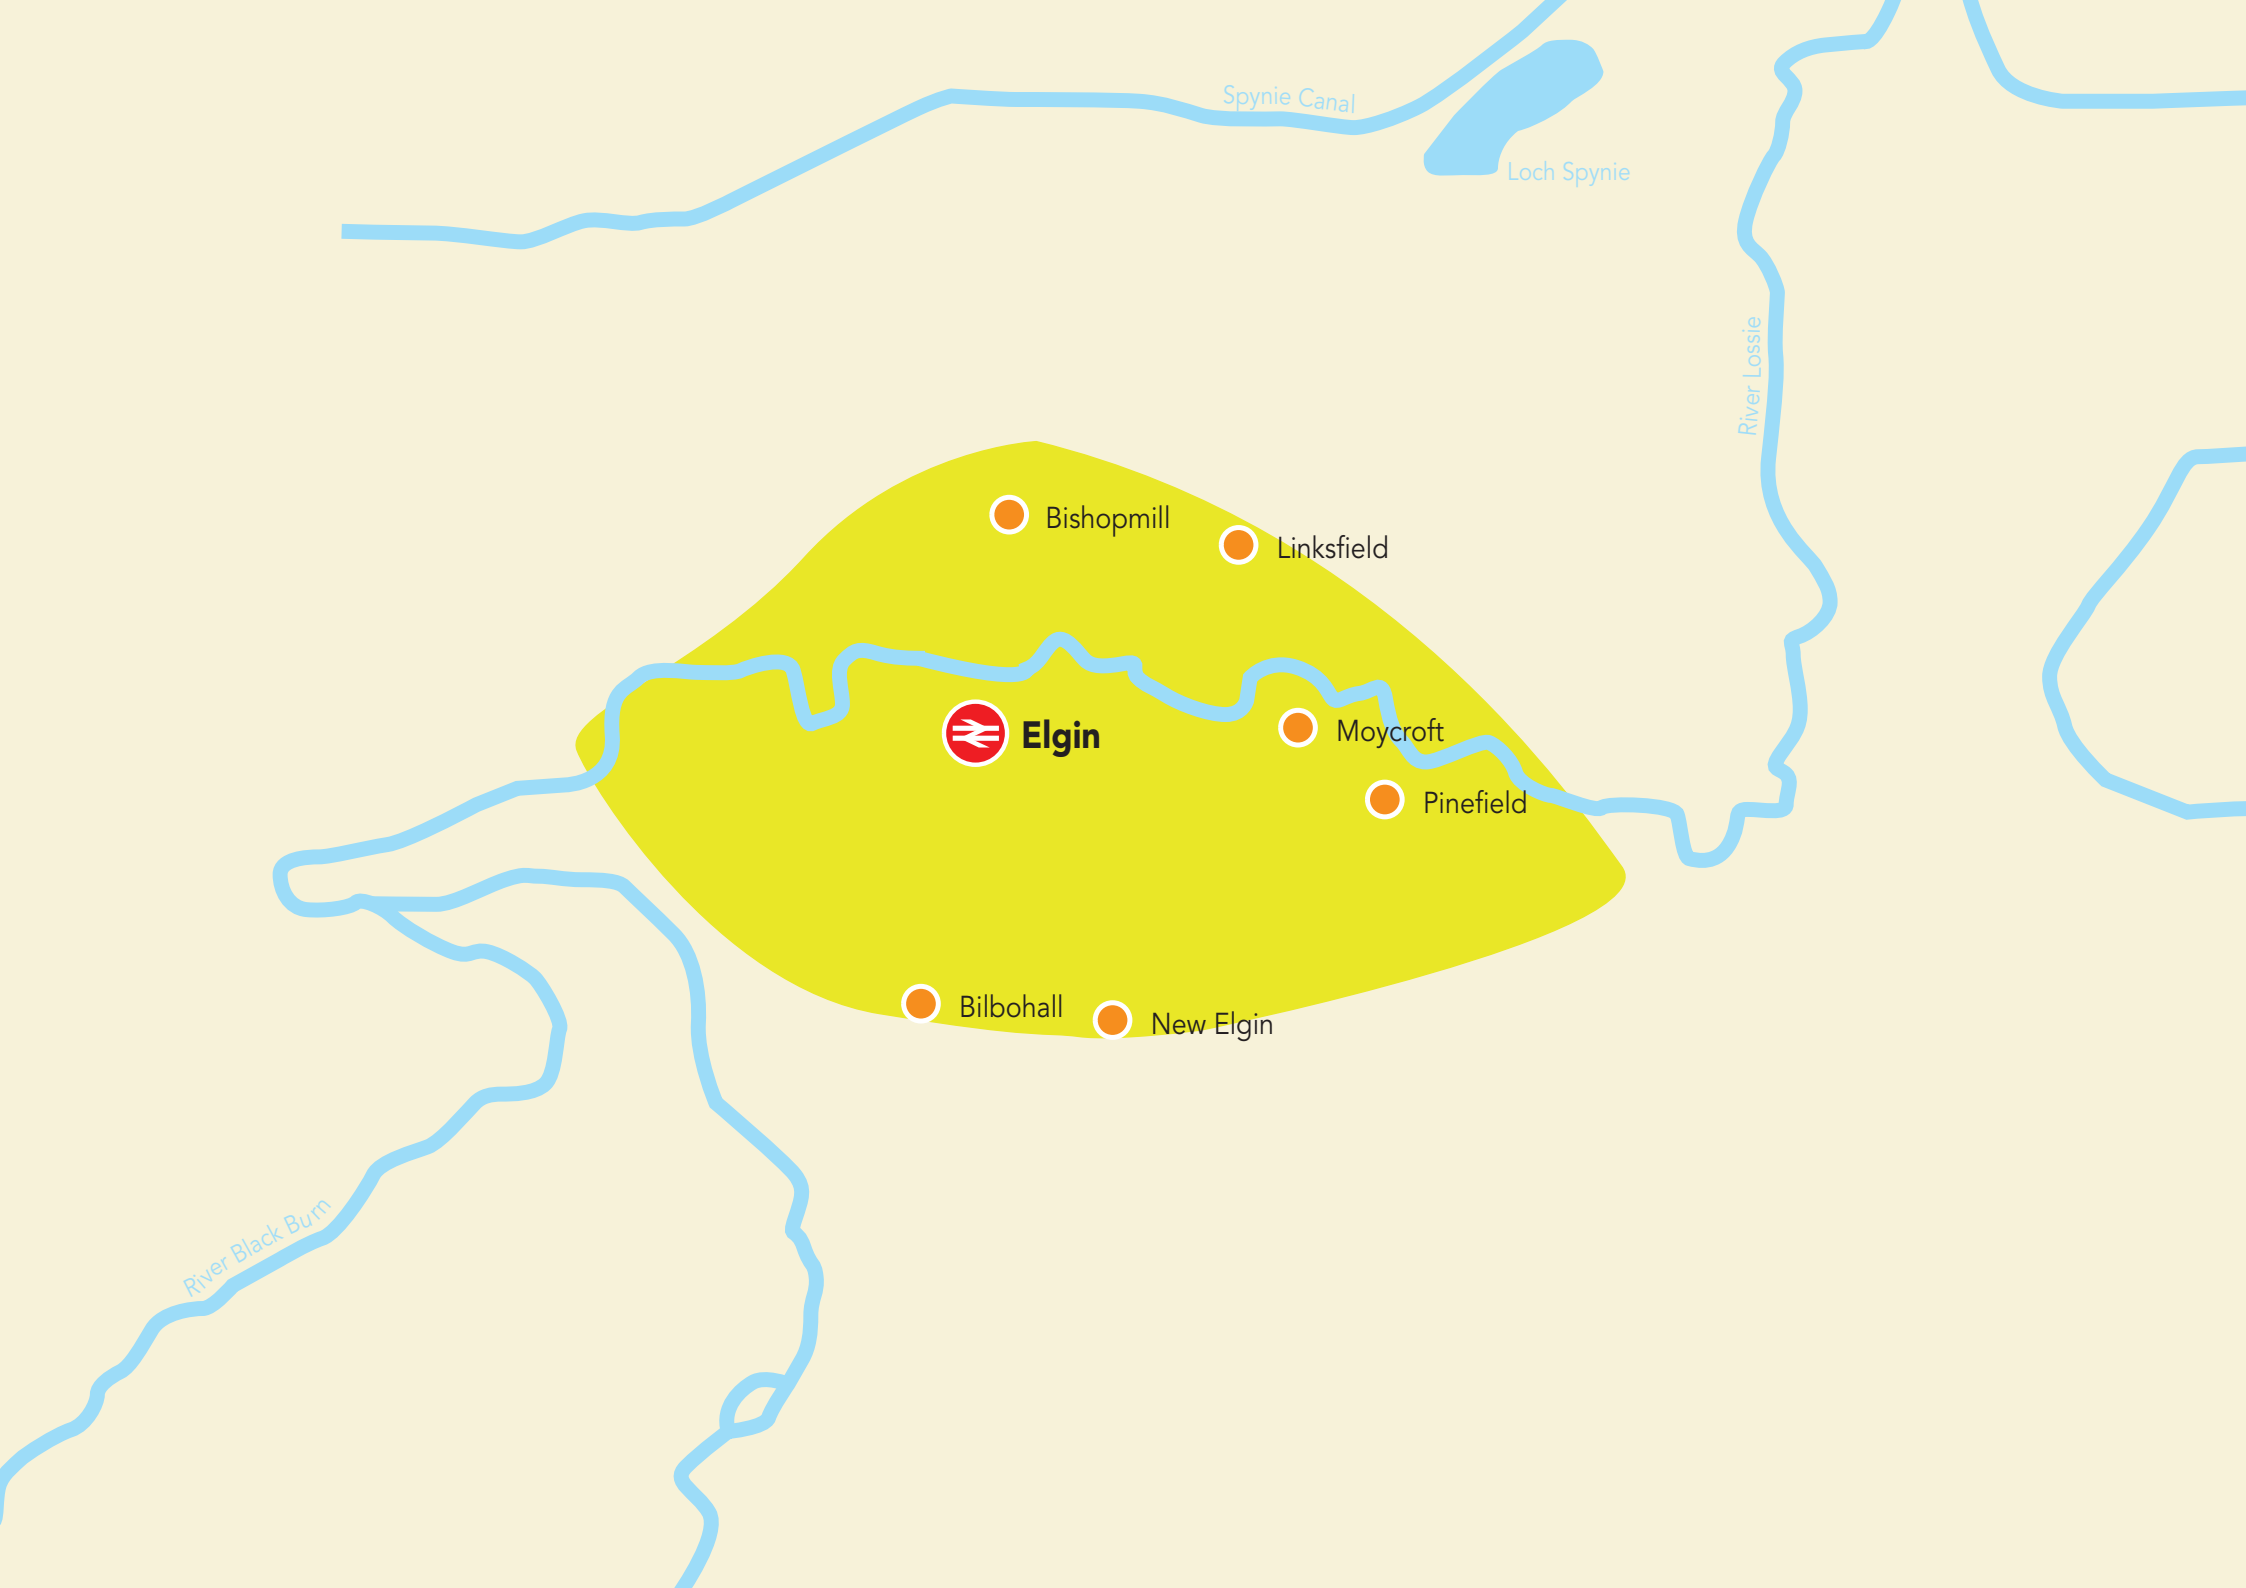 Spynie Canal
Loch Spynie
River Lossie
Bishopmill
Linksfield
Elgin
Moycroft
Pinefield
Bilbohall
New Elgin
River Black Burn